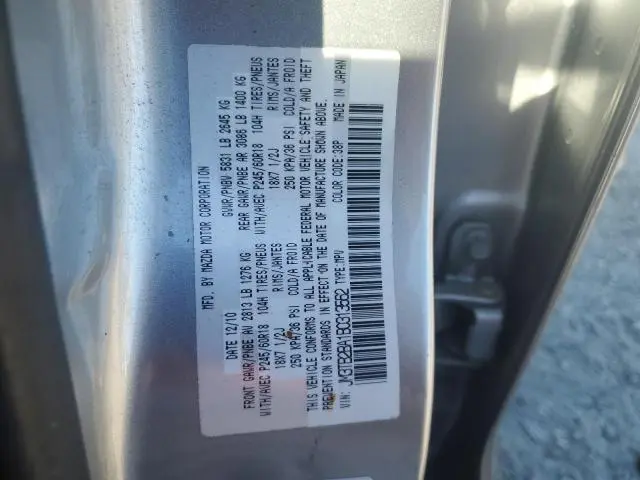 MFD. BY MAZDA MOTOR CORPORATION
DATE 12/10 GVWR/PNBV 5831 LB 2645 KG
FRONT GAWR/PNBE AV 2813 LB 1276 KG REAR GAWR/PNBE AR 3086 LB 1400 KG
WITH/AVEC P245/60R18 104H TIRES/PNEUS WITH/AVEC P245/60R18 104H TIRES/PNEUS
18X7 1/2J RIMS/JANTES 18X7 1/2J RIMS/JANTES
250 KPA/36 PSI COLD/A FROID 250 KPA/36 PSI COLD/A FROID
THIS VEHICLE CONFORMS TO ALL APPLICABLE FEDERAL MOTOR VEHICLE SAFETY AND THEFT
PREVENTION STANDARDS IN EFFECT ON THE DATE OF MANUFACTURE SHOWN ABOVE.
VIN: JM3TB2BA1B0313562 TYPE:MPV COLOR CODE:38P MADE IN JAPAN